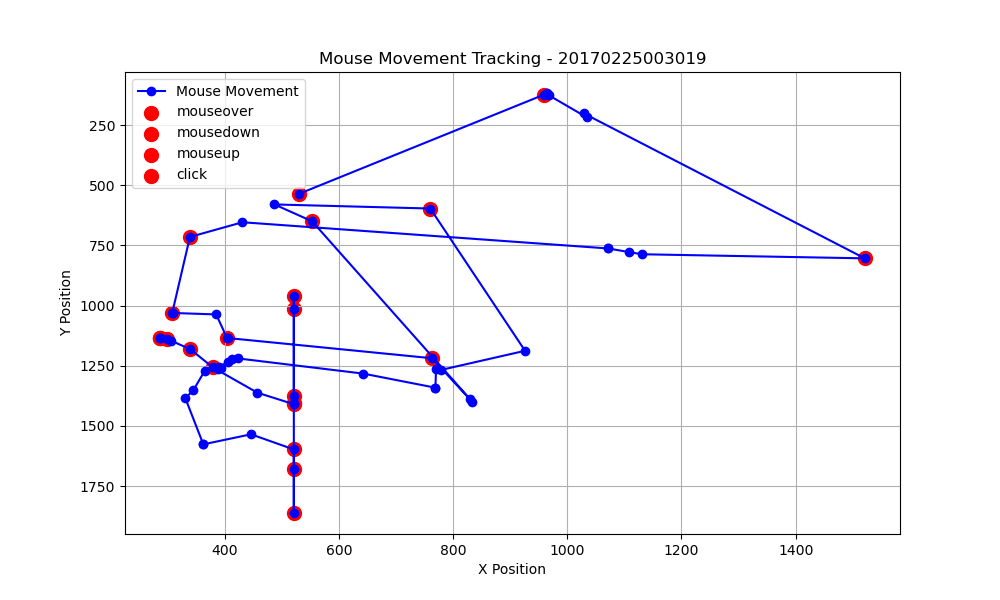 Mouse Movement Tracking - 20170225003019
Mouse Movement
mouseover
mousedown
mouseup
click
250
500
750
1000
1250
1500
1750
Y Position
400
600
800
1000
1200
1400
X Position